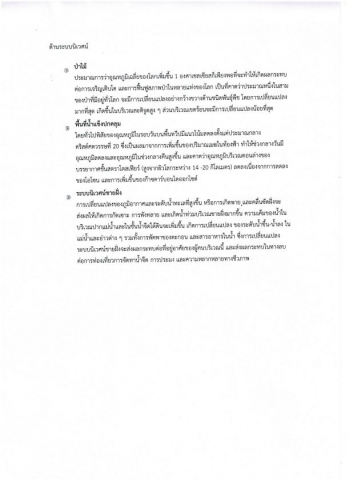 ด้านระบบนิเวศน์
ป่าไม้
ประมาณการว่าอุณหภูมิเฉลี่ยของโลกเพิ่มขึ้น 1 องศาเซลเซียสก็เพียงพอที่จะทำให้เกิดผลกระทบ
ต่อการเจริญเติบโต และการฟื้นฟูสภาพป่าในหลายแห่งของโลก เป็นที่คาดว่าประมาณหนึ่งในสาม
ของป่าที่มีอยู่ทั่วโลก จะมีการเปลี่ยนแปลงอย่างกว้างขวางด้านชนิดพันธุ์พืช โดยการเปลี่ยนแปลง
มากที่สุด เกิดขึ้นในบริเวณละติจูดสูง ๆ ส่วนบริเวณเขตร้อนจะมีการเปลี่ยนแปลงน้อยที่สุด
พื้นที่น้ำแข็งปกคลุม
โดยทั่วไปพิสัยของอุณหภูมิในรอบวันบนพื้นทวีปมีแนวโน้มลดลงตั้งแต่ประมาณกลาง
คริสต์ศตวรรษที่ 20 ซึ่งเป็นผลมาจากการเพิ่มขึ้นของปริมาณเมฆในท้องฟ้า ทำให้ช่วงกลางวันมี
อุณหภูมิลดลงและอุณหภูมิในช่วงกลางคืนสูงขึ้น และคาดว่าอุณหภูมิบริเวณตอนล่างของ
บรรยากาศชั้นสตราโตสเฟียร์ (สูงจากผิวโลกระหว่าง 14 -20 กิโลเมตร) ลดลงเนื่องจากการลดลง
ของโอโซน และการเพิ่มขึ้นของก๊าซคาร์บอนไดออกไซด์
ระบบนิเวศน์ชายฝั่ง
การเปลี่ยนแปลงของภูมิอากาศและระดับน้ำทะเลที่สูงขึ้น หรือการเกิดพายุ และคลื่นซัดฝั่งจะ
ส่งผลให้เกิดการกัดเซาะ การพังทลาย และเกิดน้ำท่วมบริเวณชายฝั่งมากขึ้น ความเค็มของน้ำใน
บริเวณปากแม่น้ำและในชั้นน้ำจืดใต้ดินจะเพิ่มขึ้น เกิดการเปลี่ยนแปลง ของระดับน้ำขึ้น-น้ำลง ใน
แม่น้ำและอ่าวต่าง ๆ รวมทั้งการพัดพาของตะกอน และสารอาหารในน้ำ ซึ่งการเปลี่ยนแปลง
ระบบนิเวศน์ชายฝั่งจะส่งผลกระทบต่อที่อยู่อาศัยของผู้คนบริเวณนี้ และส่งผลกระทบในทางลบ
ต่อการท่องเที่ยวการจัดหาน้ำจืด การประมง และความหลากหลายทางชีวภาพ